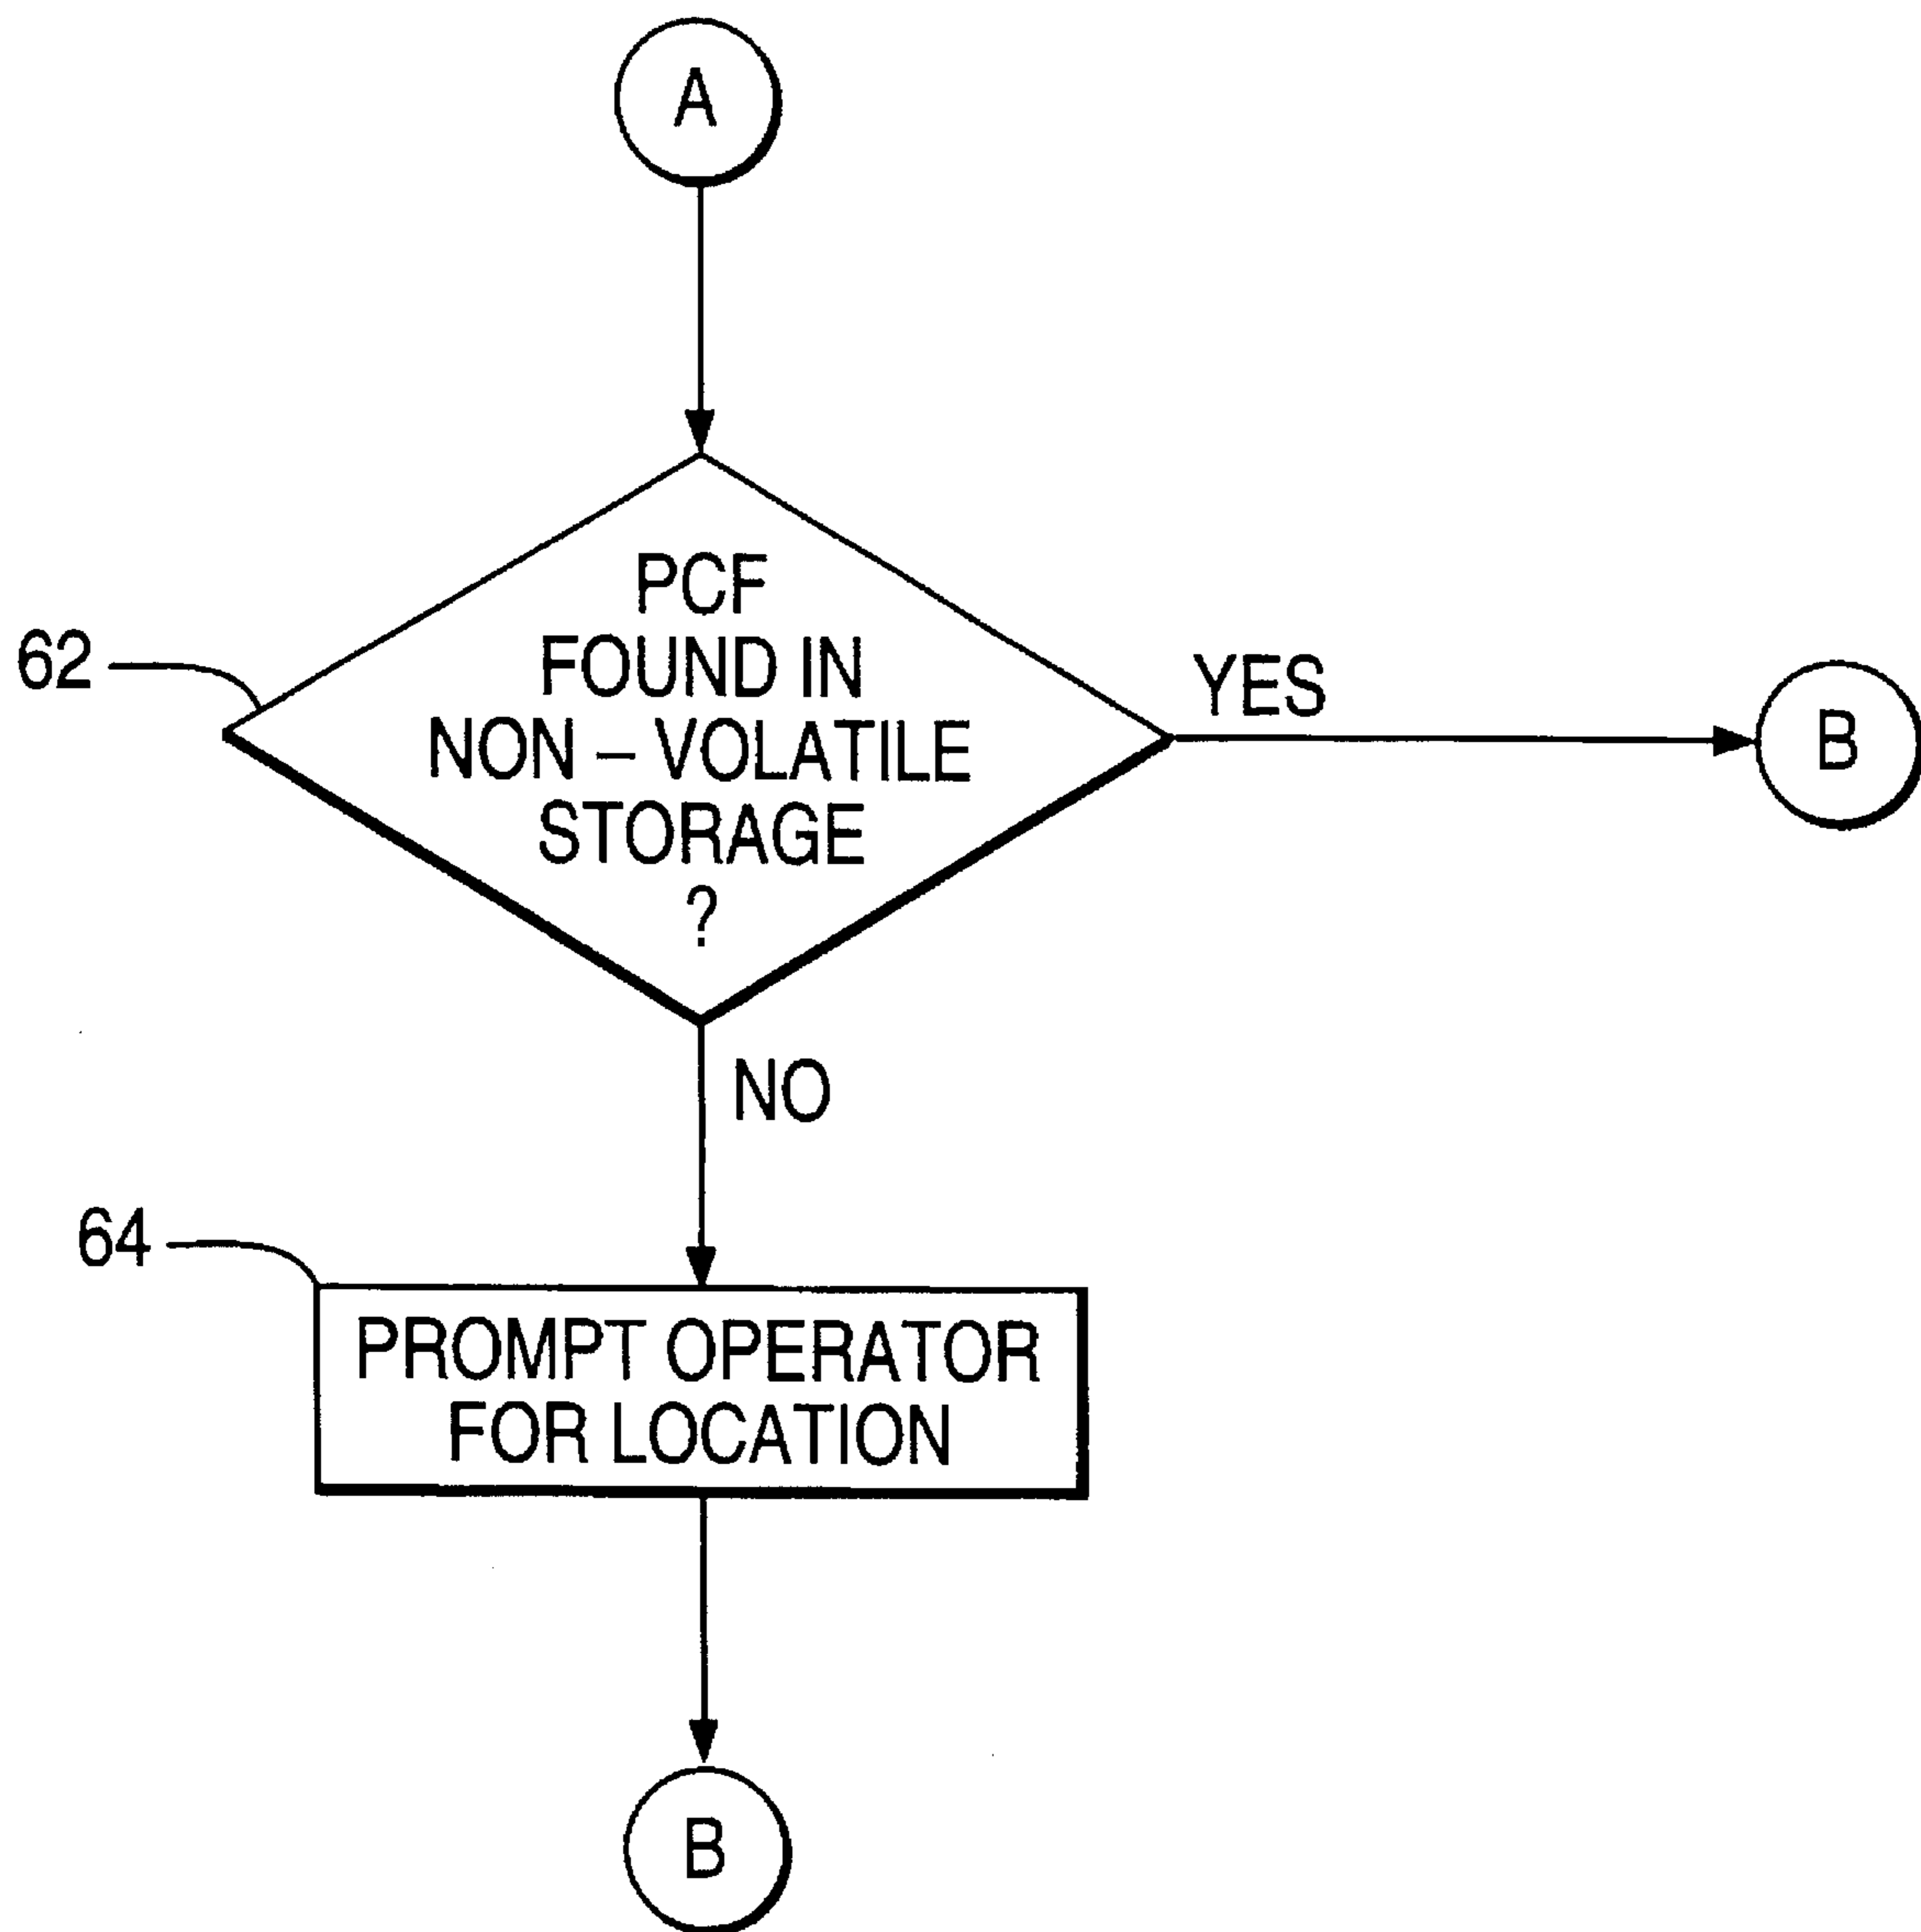 A
PCF
FOUND IN
NON – VOLATILE
STORAGE
?
62
YES
B
NO
64
PROMPT OPERATOR
FOR LOCATION
B